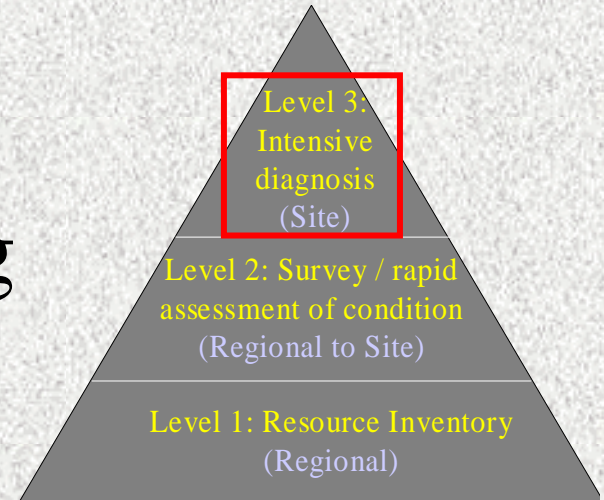 Level 3:
Intensive
diagnosis
(Site)
g
Level 2: Survey / rapid
assessment of condition
(Regional to Site)
Level 1: Resource Inventory
(Regional)